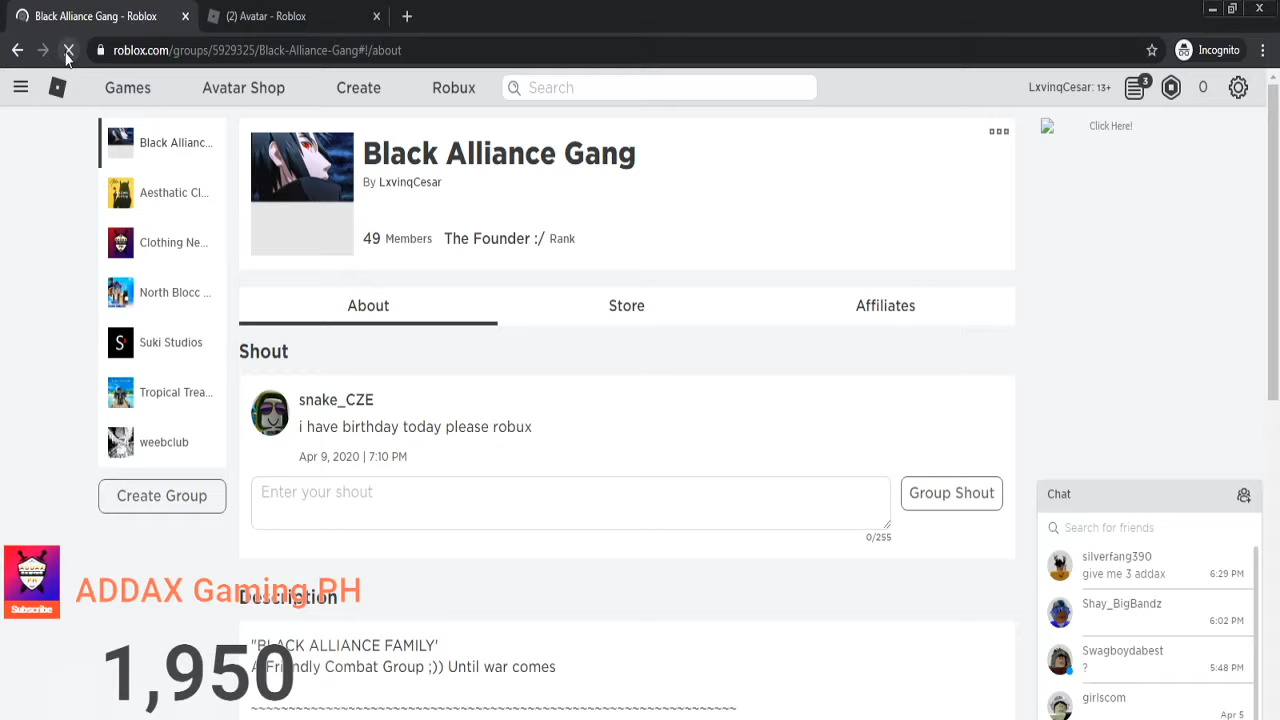 Black Alliance Gang - Roblox
(2) Avatar - Roblox
roblox.com/groups/5929325/Black-Alliance-Gang#!/about
Incognito
Games
Avatar Shop
Create
Robux
Search
LxvinqCesar: 13+
3
0
Black Allianc...
Aesthatic Cl...
Clothing Ne...
North Blocc ...
Suki Studios
Tropical Trea...
weebclub
Create Group
Black Alliance Gang
By LxvinqCesar
49 Members The Founder :/ Rank
Click Here!
About
Store
Affiliates
Shout
snake_CZE
i have birthday today please robux
Apr 9, 2020 | 7:10 PM
Enter your shout
Group Shout
0/255
Description
"BLACK ALLIANCE FAMILY'
A Friendly Combat Group ;)) Until war comes
~~~~~~~~~~~~~~~~~~~~~~~~~~~~~~~~~~~~~~~~~~~~~~~~~~~~~~~~~~~~~~~~~
Subscribe
ADDAX Gaming PH
1,950
Chat
Search for friends
silverfang390
give me 3 addax
6:29 PM
Shay_BigBandz
6:02 PM
Swagboydabest
?
5:48 PM
giriscom
Apr 5